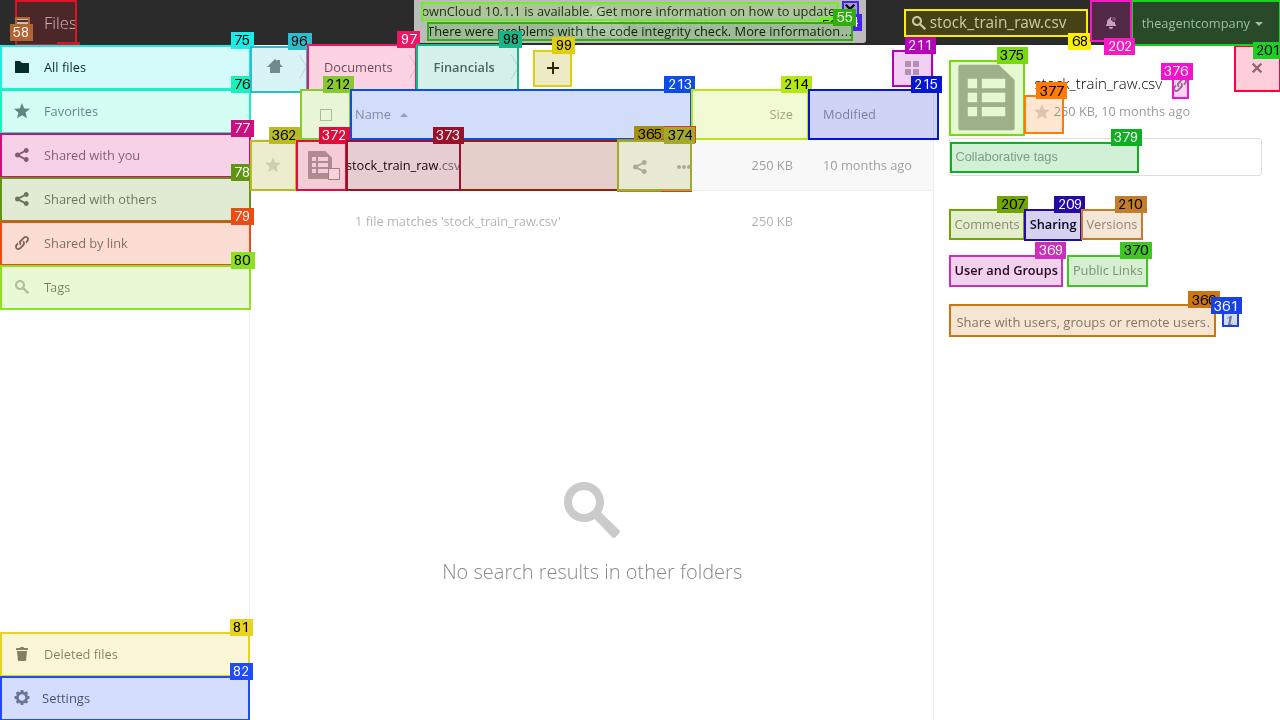 Files
58
ownCloud 10.1.1 is available. Get more information on how to update
55
There were problems with the code integrity check. More information...
stock_train_raw.csv
68
202
theagentcompany
201
All files
75
Favorites
76
Shared with you
77
Shared with others
78
Shared by link
79
Tags
80
96
Documents
97
Financials
98
99
211
212
Name
213
Size
214
Modified
215
362
372
stock_train_raw.csv
373
365
374
250 KB
10 months ago
1 file matches 'stock_train_raw.csv'
250 KB
No search results in other folders
375
stock_train_raw.csv
376
377
250 KB, 10 months ago
Collaborative tags
379
Comments
207
Sharing
209
Versions
210
User and Groups
369
Public Links
370
Share with users, groups or remote users.
361
Deleted files
81
Settings
82